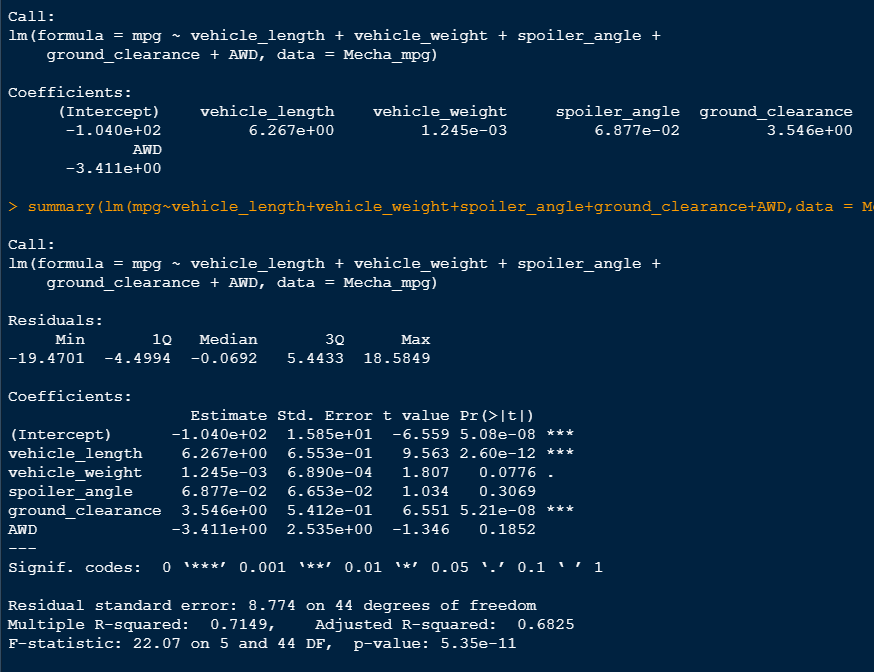 Call:
lm(formula = mpg ~ vehicle_length + vehicle_weight + spoiler_angle +
    ground_clearance + AWD, data = Mecha_mpg)
Coefficients:
     (Intercept)    vehicle_length    vehicle_weight     spoiler_angle  ground_clearance
      -1.040e+02         6.267e+00         1.245e-03         6.877e-02         3.546e+00
             AWD
      -3.411e+00
> summary(lm(mpg~vehicle_length+vehicle_weight+spoiler_angle+ground_clearance+AWD,data = M
Call:
lm(formula = mpg ~ vehicle_length + vehicle_weight + spoiler_angle +
    ground_clearance + AWD, data = Mecha_mpg)
Residuals:
     Min       1Q   Median       3Q      Max
-19.4701  -4.4994  -0.0692   5.4433  18.5849
Coefficients:
                   Estimate Std. Error t value Pr(>|t|)
(Intercept)      -1.040e+02  1.585e+01  -6.559 5.08e-08 ***
vehicle_length    6.267e+00  6.553e-01   9.563 2.60e-12 ***
vehicle_weight    1.245e-03  6.890e-04   1.807   0.0776 .
spoiler_angle     6.877e-02  6.653e-02   1.034   0.3069
ground_clearance  3.546e+00  5.412e-01   6.551 5.21e-08 ***
AWD              -3.411e+00  2.535e+00  -1.346   0.1852
---
Signif. codes:  0 ‘***’ 0.001 ‘**’ 0.01 ‘*’ 0.05 ‘.’ 0.1 ‘ ’ 1
Residual standard error: 8.774 on 44 degrees of freedom
Multiple R-squared:  0.7149,    Adjusted R-squared:  0.6825
F-statistic: 22.07 on 5 and 44 DF,  p-value: 5.35e-11